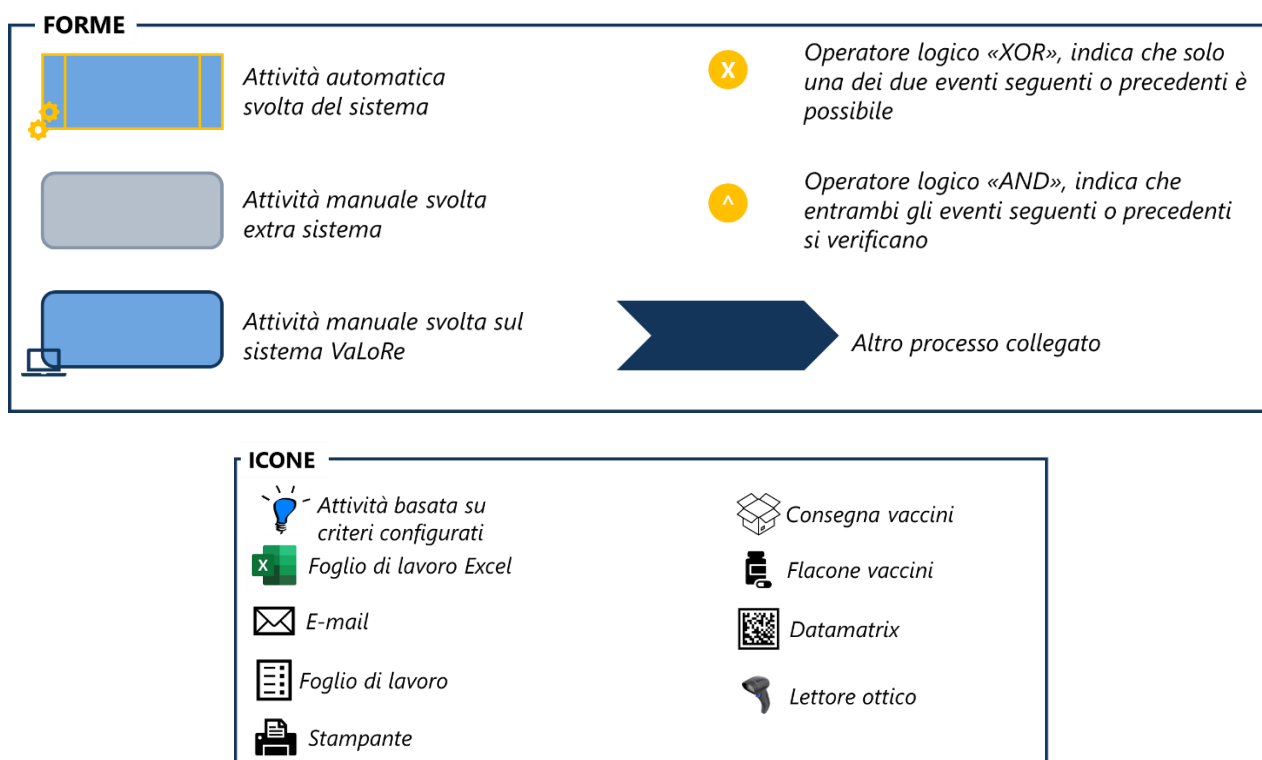 FORME
Attività automatica
svolta del sistema
Attività manuale svolta
extra sistema
Attività manuale svolta sul
sistema VaLoRe
X
Operatore logico «XOR», indica che solo
una dei due eventi seguenti o precedenti è
possibile
^
Operatore logico «AND», indica che
entrambi gli eventi seguenti o precedenti
si verificano
Altro processo collegato
ICONE
Attività basata su
criteri configurati
X
Foglio di lavoro Excel
E-mail
Foglio di lavoro
Stampante
Consegna vaccini
Flacone vaccini
Datamatrix
Lettore ottico